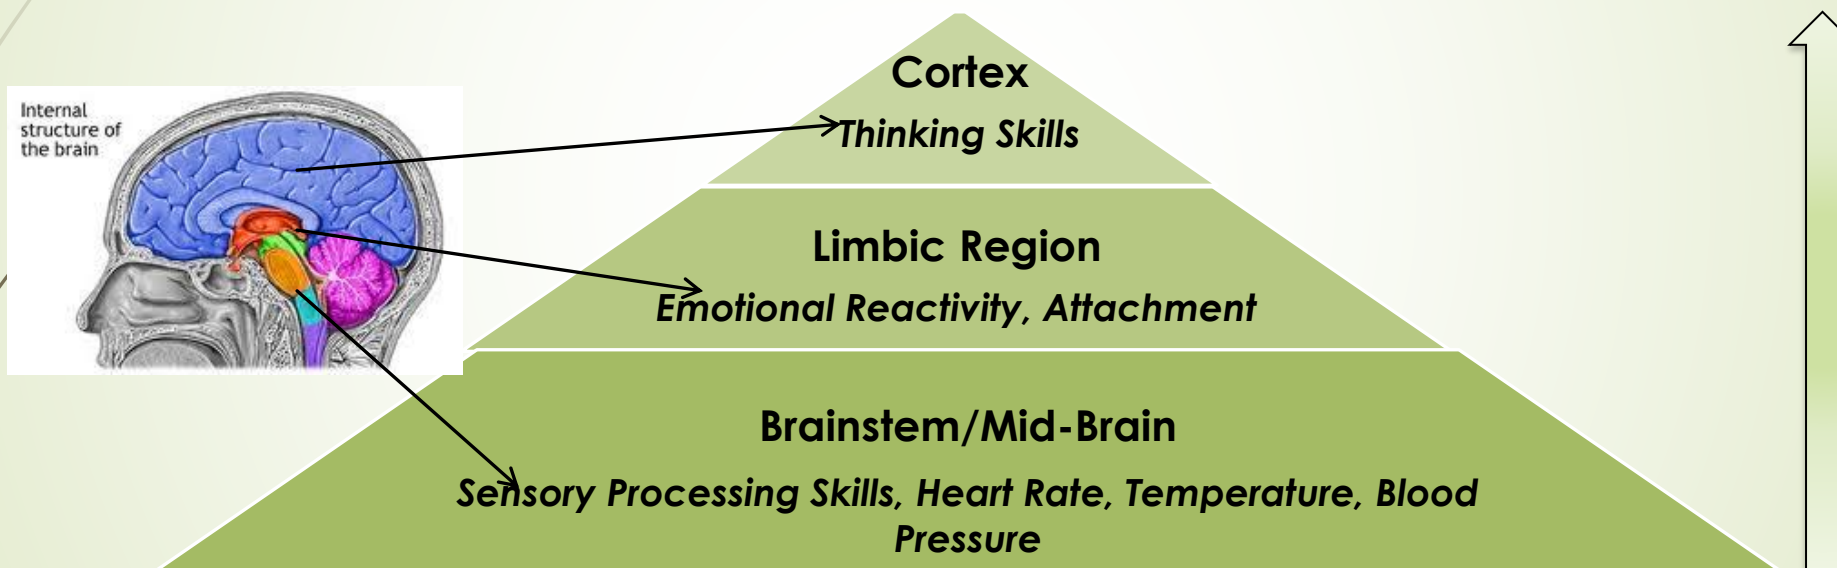 Internal
structure of
the brain
Cortex
Thinking Skills
Limbic Region
Emotional Reactivity, Attachment
Brainstem/Mid-Brain
Sensory Processing Skills, Heart Rate, Temperature, Blood
Pressure